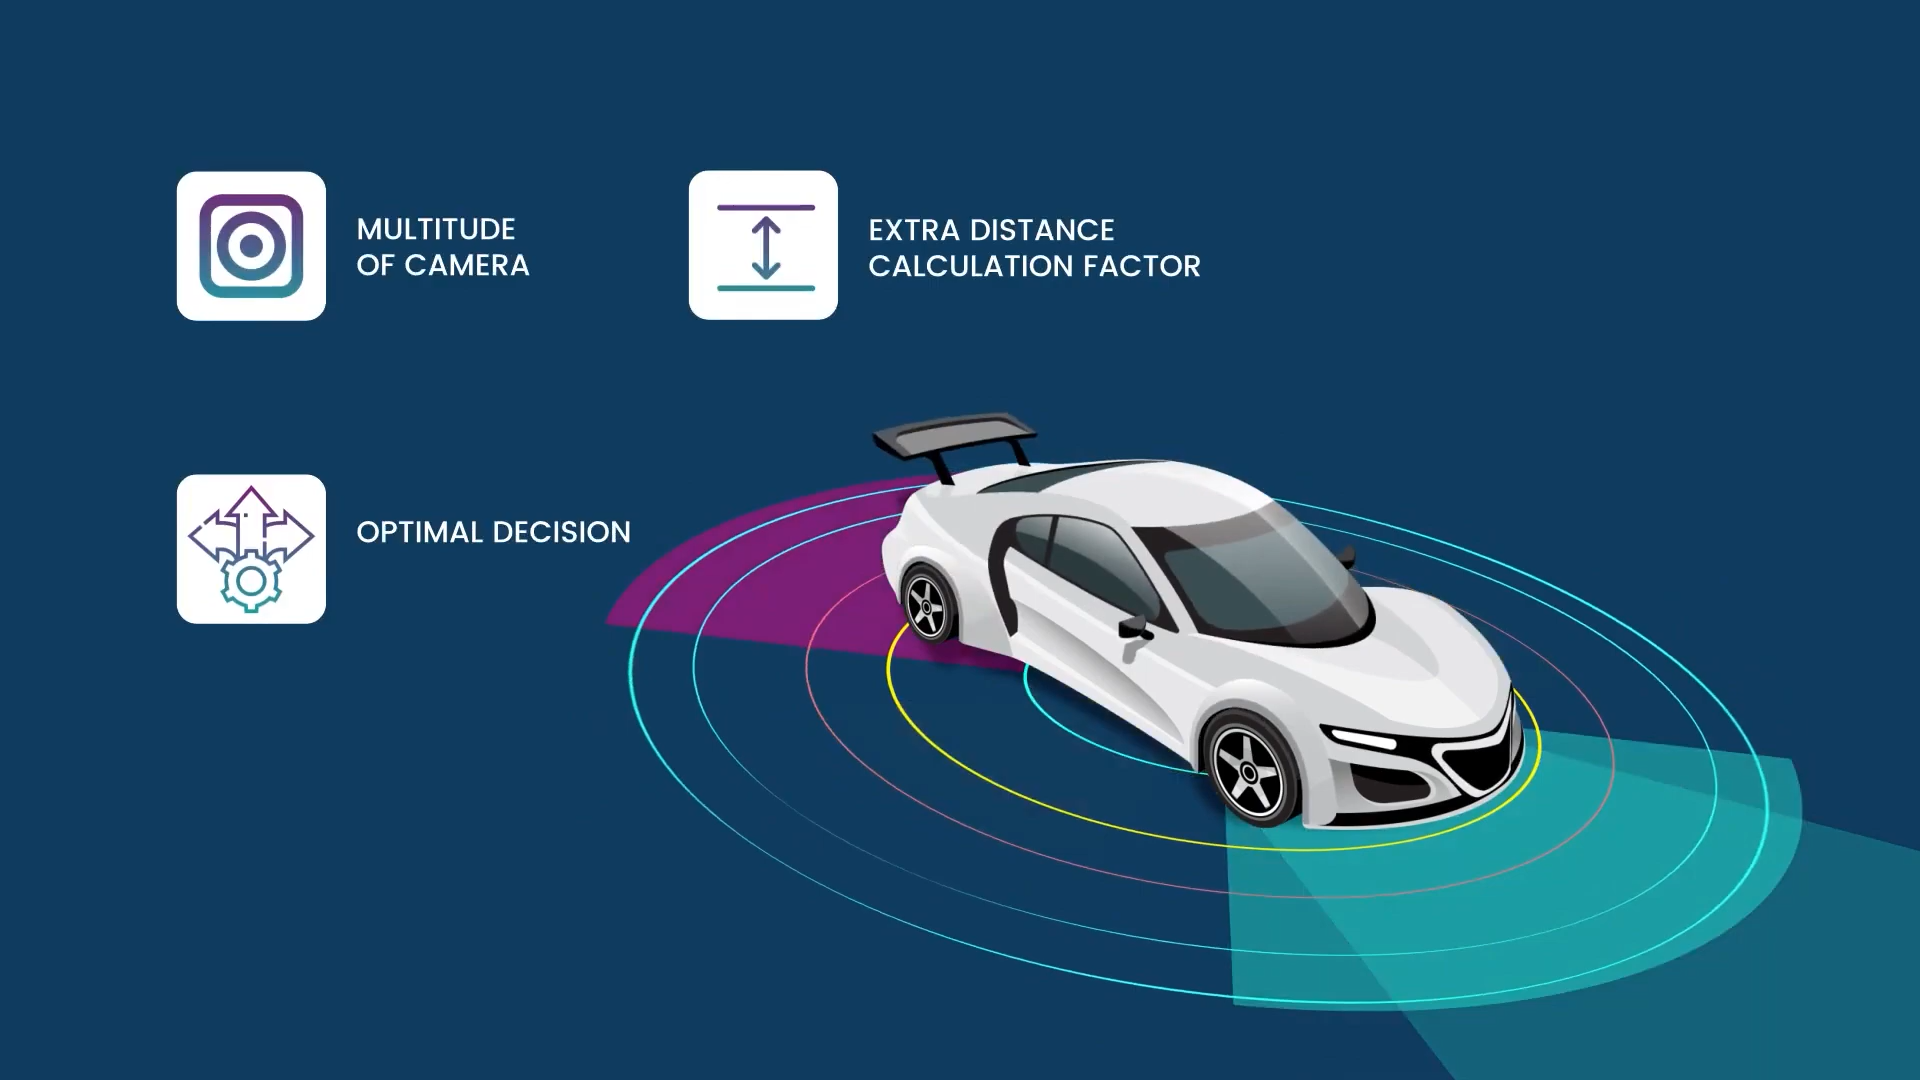 MULTITUDE
OF CAMERA
EXTRA DISTANCE
CALCULATION FACTOR
OPTIMAL DECISION